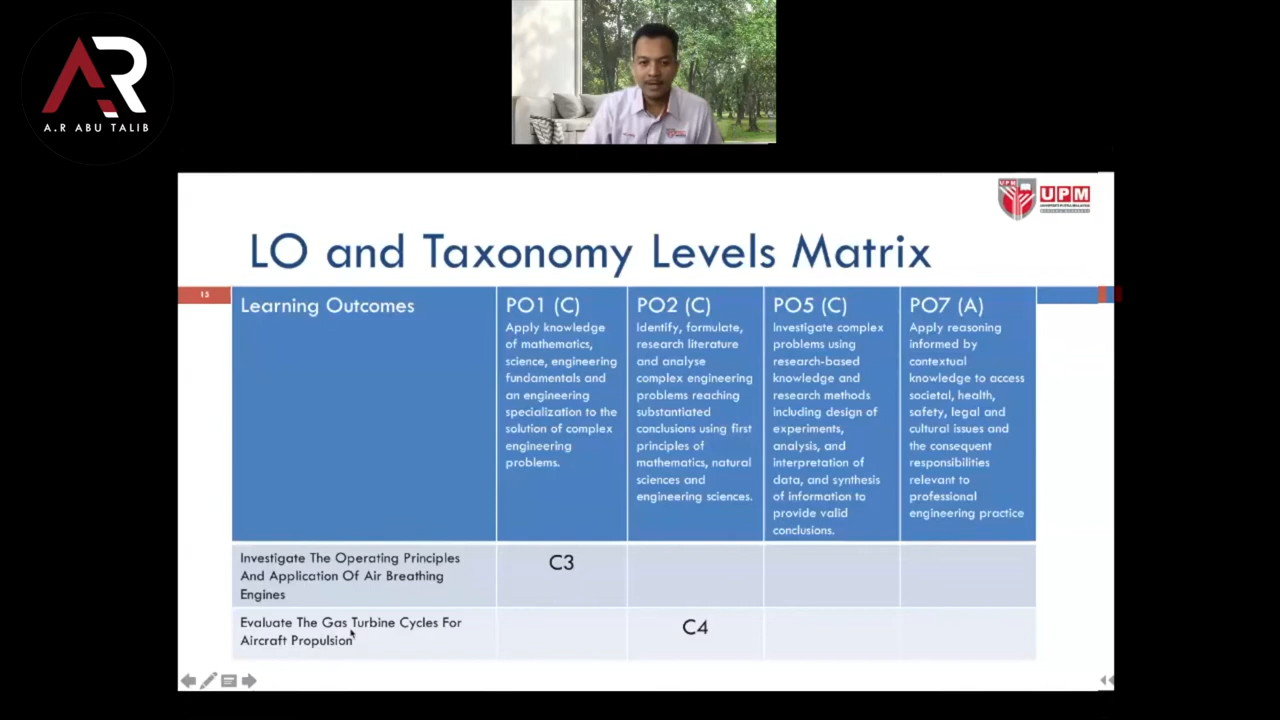 AR
A.R ABU TALIB
UPM
UPM
LO and Taxonomy Levels Matrix
13
Learning Outcomes
PO1 (C)
Apply knowledge
of mathematics,
science, engineering
fundamentals and
an engineering
specialization to the
solution of complex
engineering
problems.
PO2 (C)
Identify, formulate,
research literature
and analyse
complex engineering
problems reaching
substantiated
conclusions using first
principles of
mathematics, natural
sciences and
engineering sciences.
PO5 (C)
Investigate complex
problems using
research-based
knowledge and
research methods
including design of
experiments,
analysis, and
interpretation of
data, and synthesis
of information to
provide valid
conclusions.
PO7 (A)
Apply reasoning
informed by
contextual
knowledge to access
societal, health,
safety, legal and
cultural issues and
the consequent
responsibilities
relevant to
professional
engineering practice
Investigate The Operating Principles
And Application Of Air Breathing
Engines
C3
Evaluate The Gas Turbine Cycles For
Aircraft Propulsion
C4